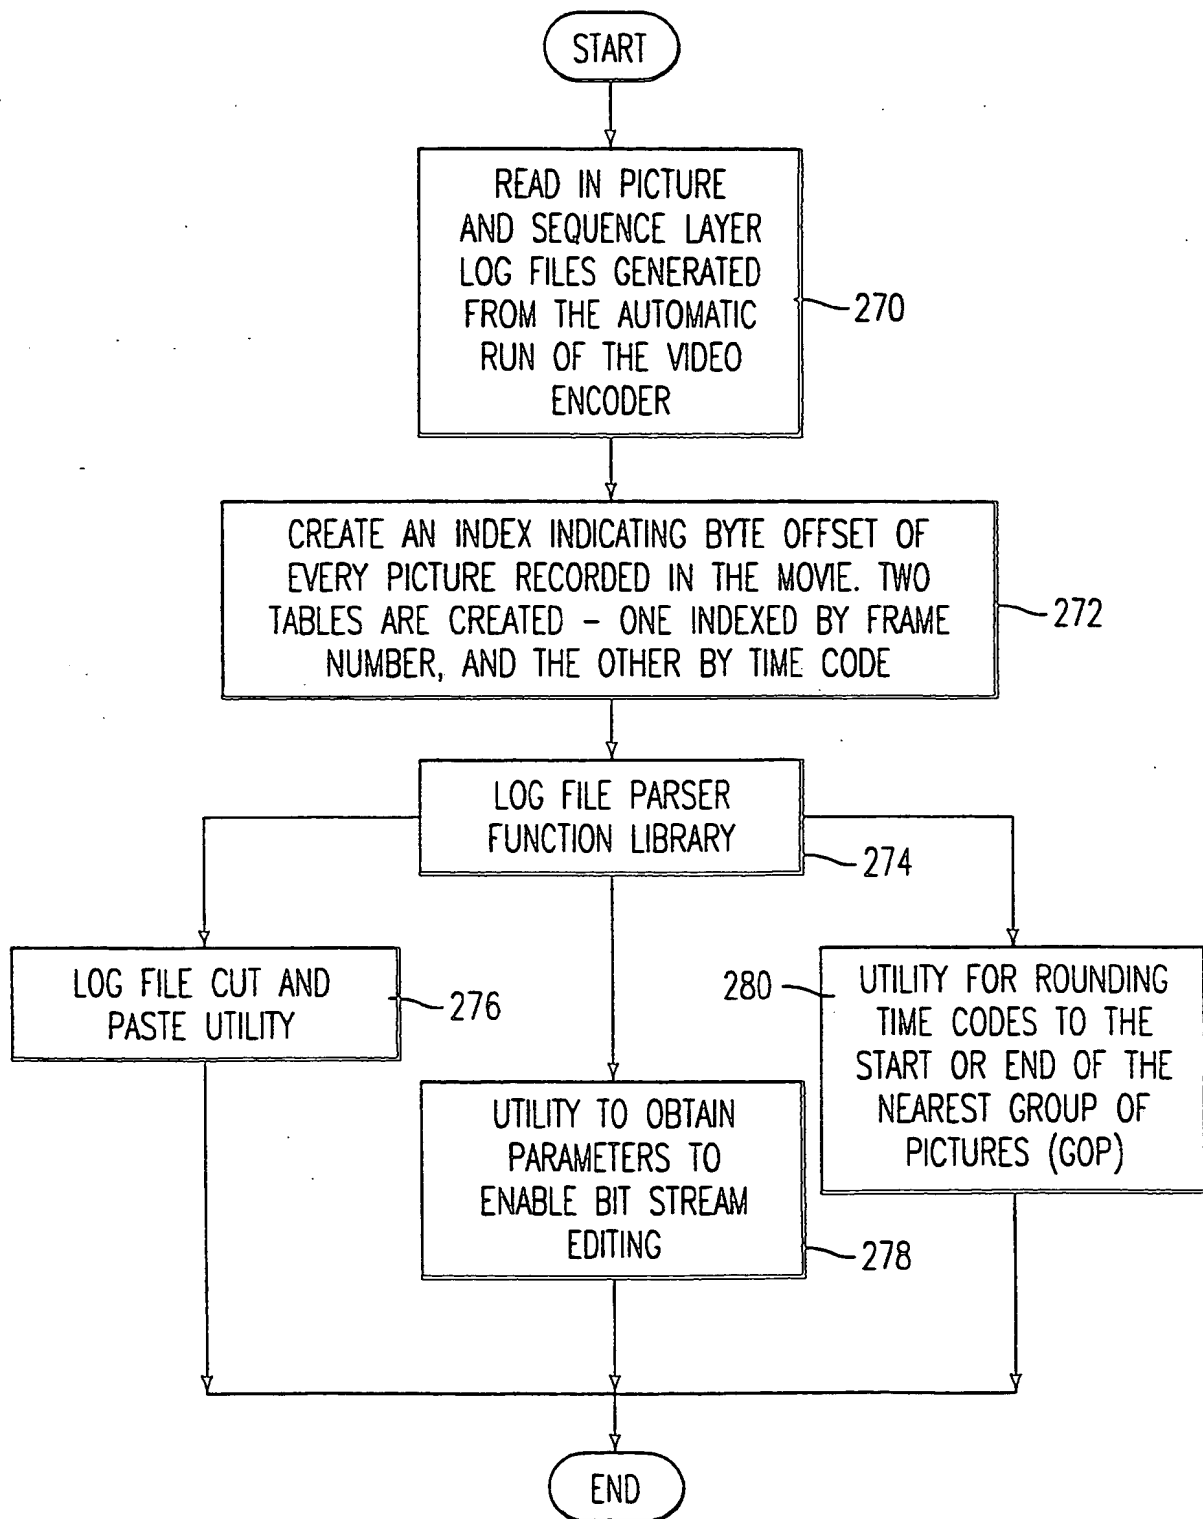 START
READ IN PICTURE
AND SEQUENCE LAYER
LOG FILES GENERATED
FROM THE AUTOMATIC
RUN OF THE VIDEO
ENCODER
270
CREATE AN INDEX INDICATING BYTE OFFSET OF
EVERY PICTURE RECORDED IN THE MOVIE. TWO
TABLES ARE CREATED – ONE INDEXED BY FRAME
NUMBER, AND THE OTHER BY TIME CODE
272
LOG FILE PARSER
FUNCTION LIBRARY
274
LOG FILE CUT AND
PASTE UTILITY
276
UTILITY TO OBTAIN
PARAMETERS TO
ENABLE BIT STREAM
EDITING
278
280
UTILITY FOR ROUNDING
TIME CODES TO THE
START OR END OF THE
NEAREST GROUP OF
PICTURES (GOP)
END